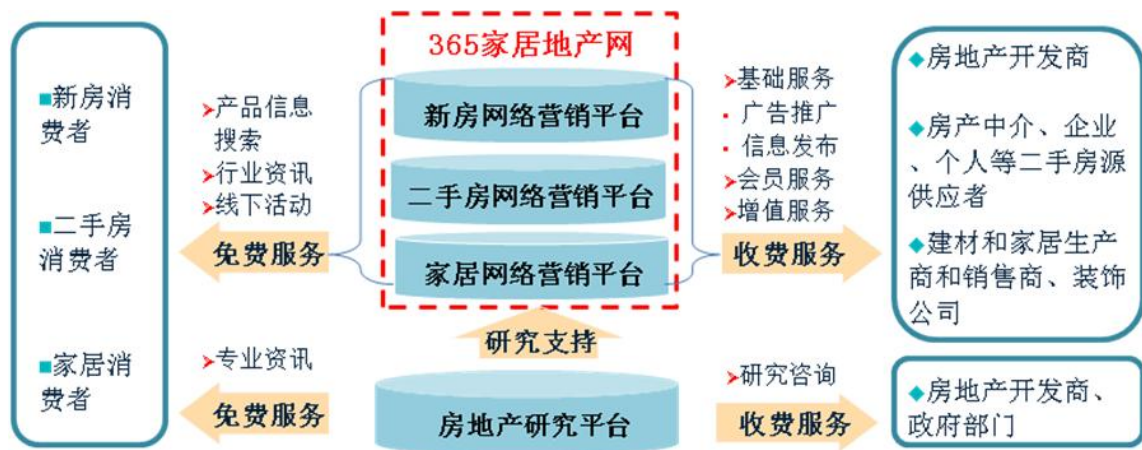 ■新房消
费者
■二手房
消费者
■家居消
费者
➢产品信息
搜索
➢行业资讯
➢线下活动
免费服务
➢专业资讯
免费服务
365家居地产网
新房网络营销平台
二手房网络营销平台
家居网络营销平台
研究支持
房地产研究平台
➢基础服务
▪ 广告推广
▪ 信息发布
➢会员服务
➢增值服务
收费服务
➢研究咨询
收费服务
◆房地产开发商
◆房产中介、企业
、个人等二手房源
供应者
◆建材和家居生产
商和销售商、装饰
公司
◆房地产开发商、
政府部门